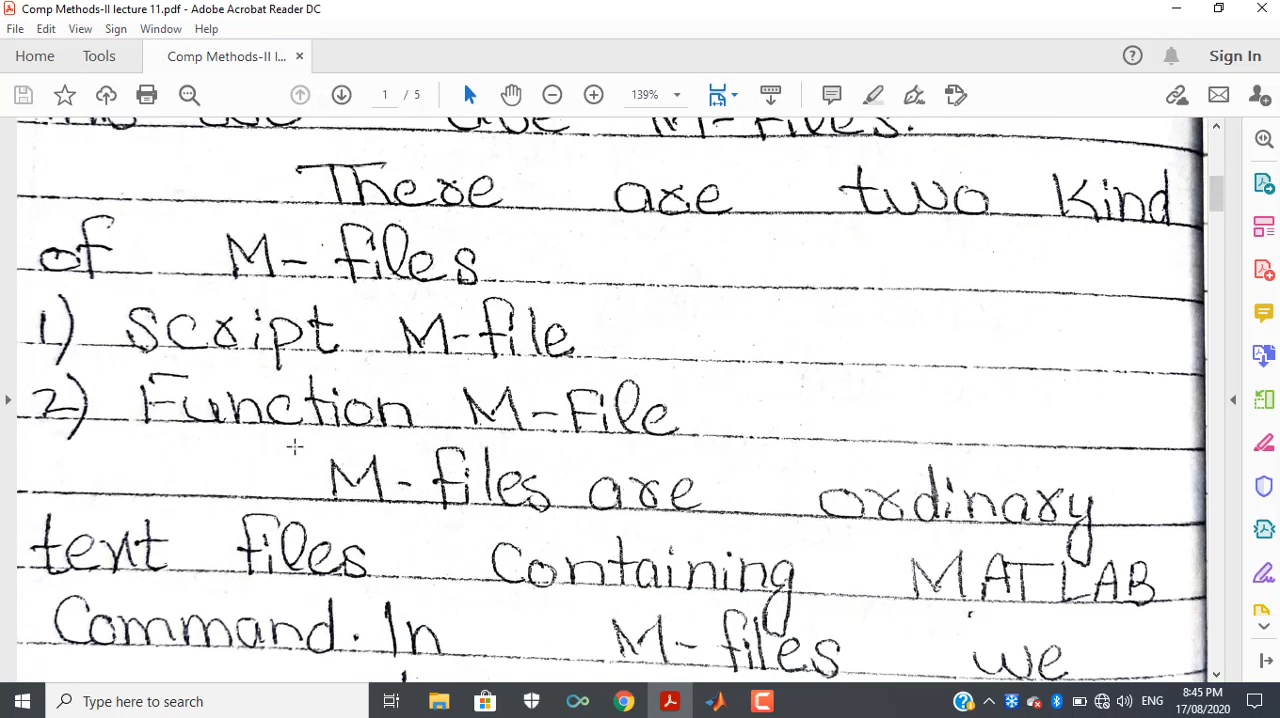 Comp Methods-II lecture 11.pdf - Adobe Acrobat Reader DC
File Edit View Sign Window Help
Home Tools Comp Methods-II l... × Sign In
1 / 5 139%
M-files.
There are two kind
of M-files
1) Script M-file
2) Function M-File
M-files are ordinary
text files Containing MATLAB
Command. In M-files we
Type here to search
ENG 8:45 PM
17/08/2020